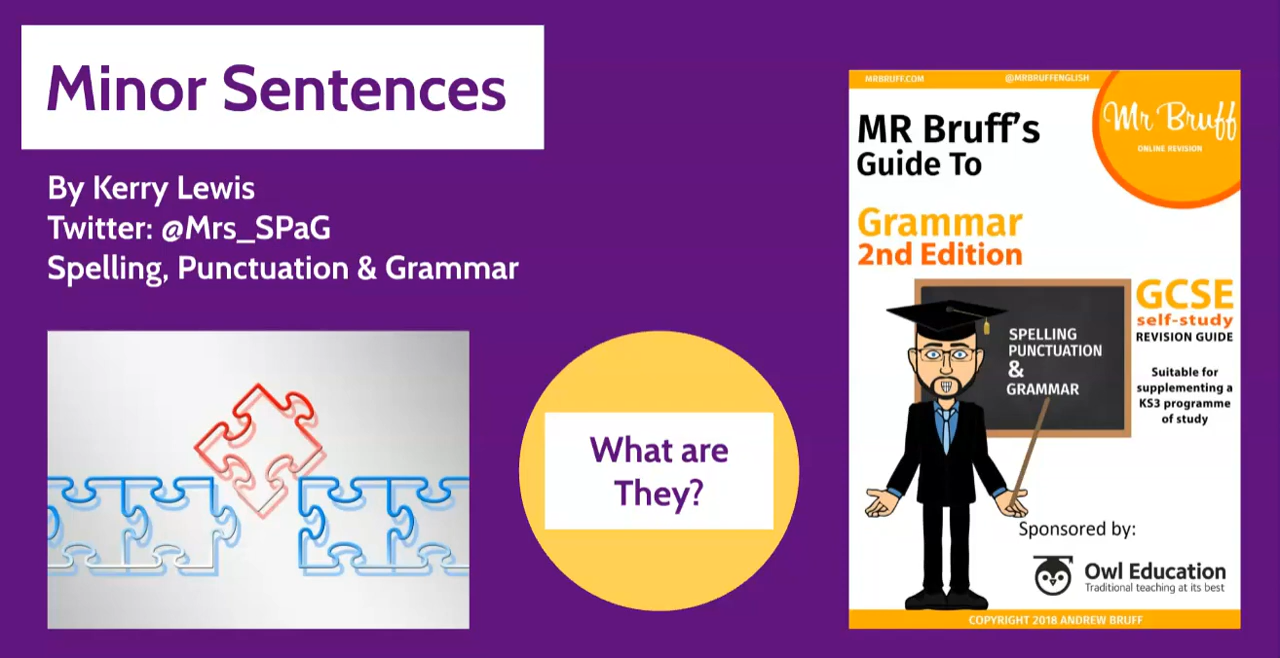 Minor Sentences
By Kerry Lewis
Twitter: @Mrs_SPaG
Spelling, Punctuation & Grammar
What are
They?
MRBRUFF.COM
@MRBRUFFENGLISH
Mr Bruff
ONLINE REVISION
MR Bruff's
Guide To
Grammar
2nd Edition
SPELLING
PUNCTUATION
&
GRAMMAR
GCSE
self-study
REVISION GUIDE
Suitable for
supplementing a
KS3 programme
of study
Sponsored by:
Owl Education
Traditional teaching at its best
COPYRIGHT 2018 ANDREW BRUFF